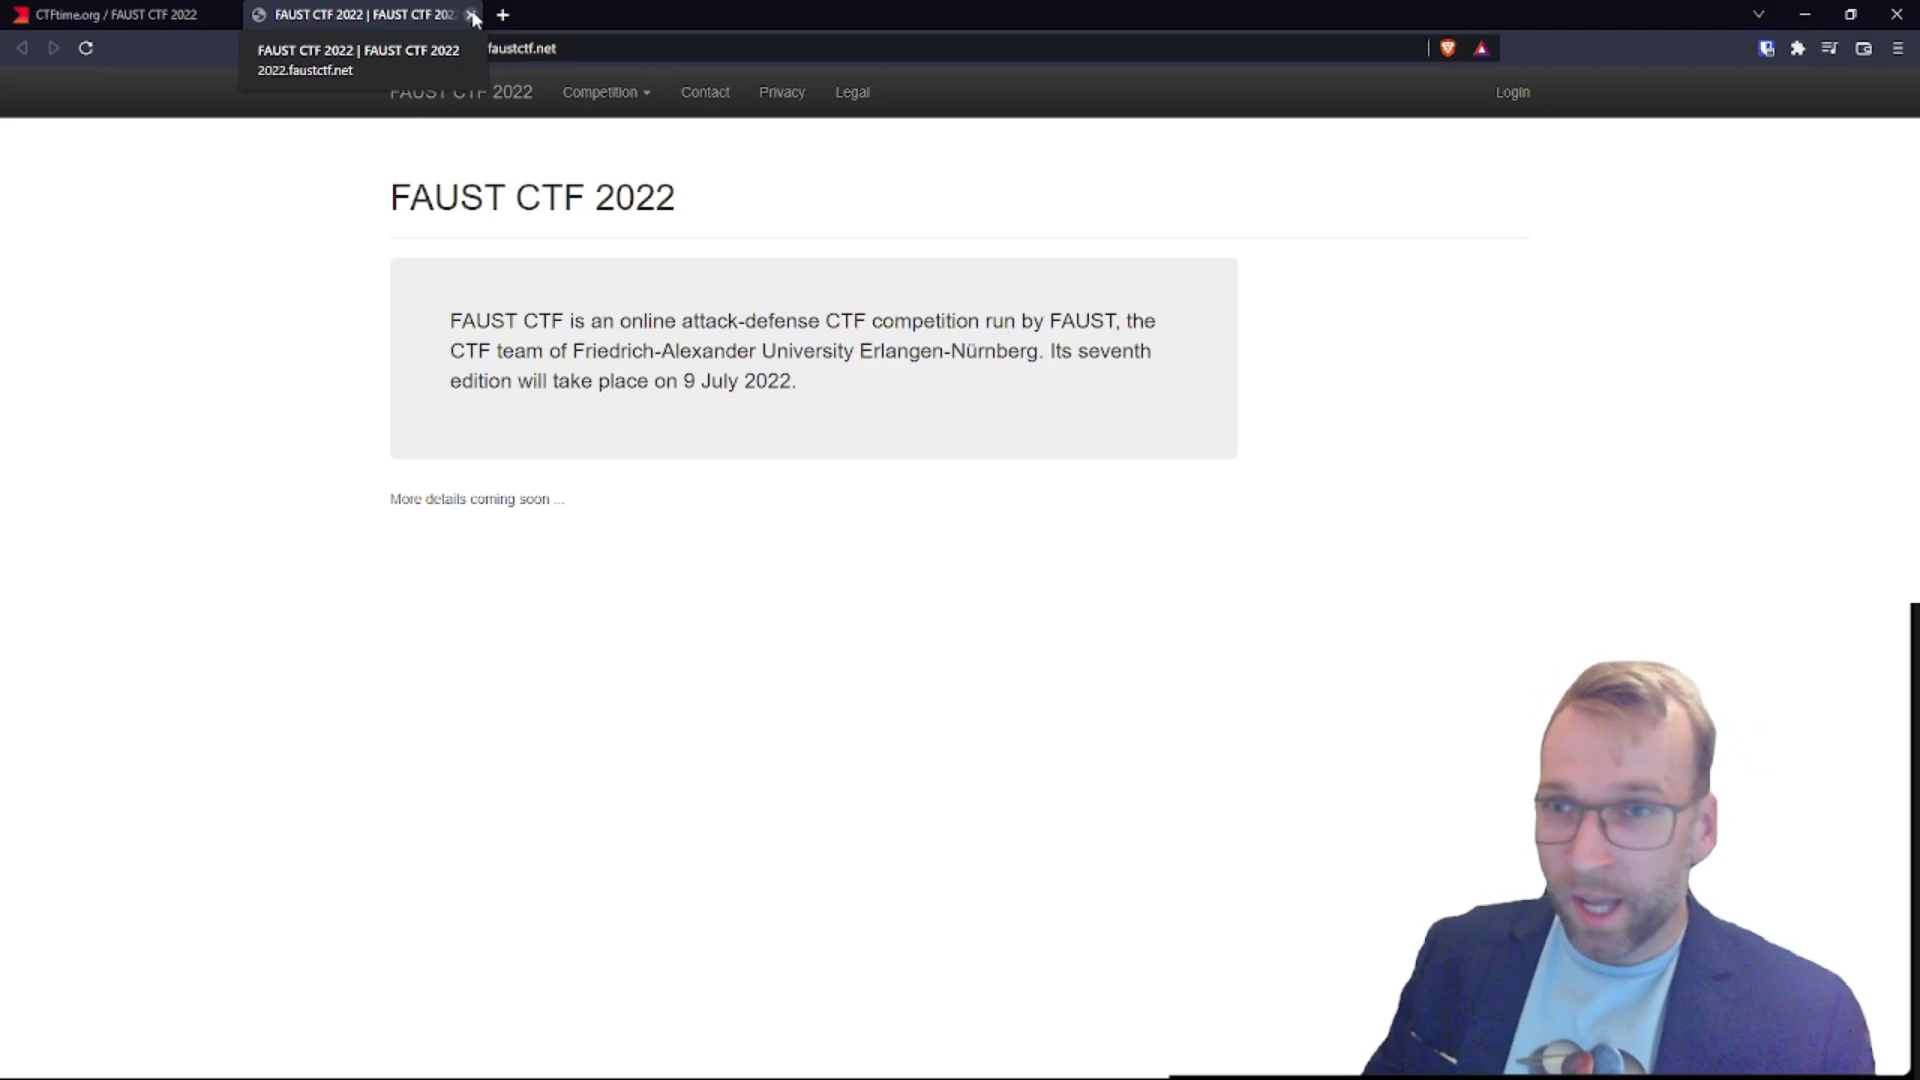 CTFtime.org / FAUST CTF 2022
FAUST CTF 2022 | FAUST CTF 202
FAUST CTF 2022 | FAUST CTF 2022
2022.faustctf.net
faustctf.net
FAUST CTF 2022
Competition
Contact
Privacy
Legal
Login
FAUST CTF 2022
FAUST CTF is an online attack-defense CTF competition run by FAUST, the
CTF team of Friedrich-Alexander University Erlangen-Nürnberg. Its seventh
edition will take place on 9 July 2022.
More details coming soon ...